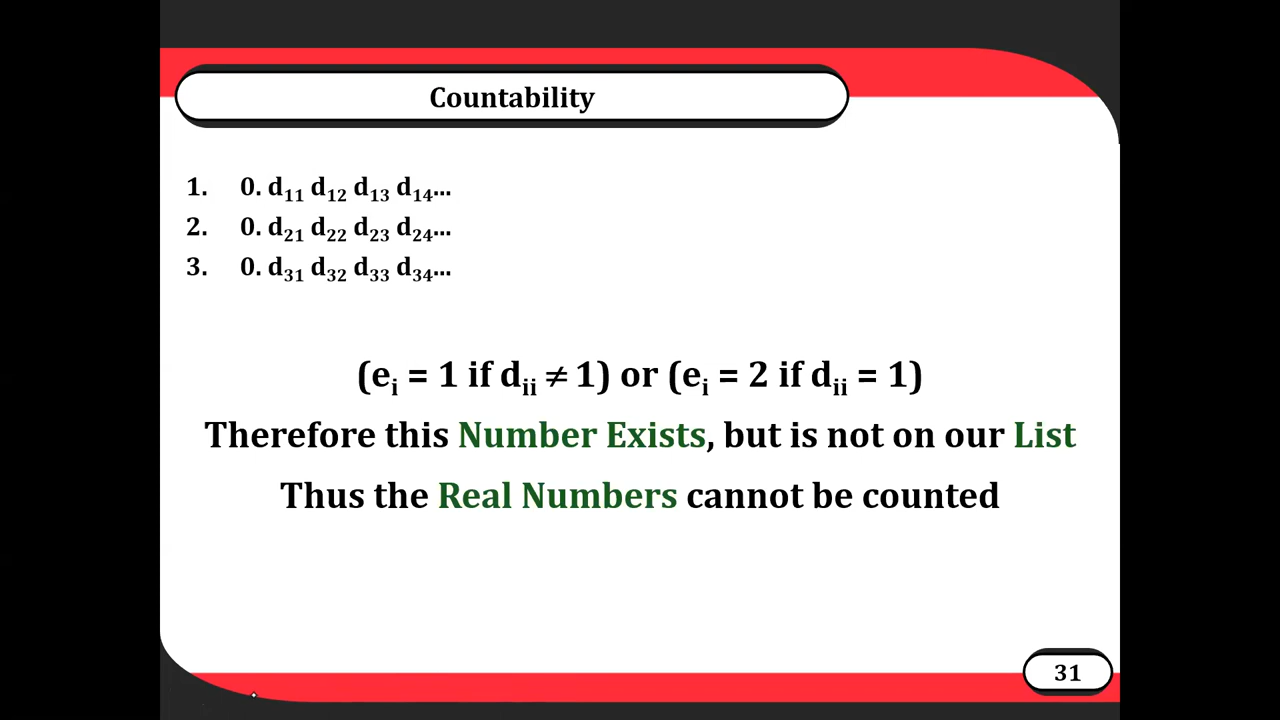 Countability
1. 0. d₁₁ d₁₂ d₁₃ d₁₄...
2. 0. d₂₁ d₂₂ d₂₃ d₂₄...
3. 0. d₃₁ d₃₂ d₃₃ d₃₄...
(eᵢ = 1 if dᵢᵢ ≠ 1) or (eᵢ = 2 if dᵢᵢ = 1)
Therefore this Number Exists, but is not on our List
Thus the Real Numbers cannot be counted
31